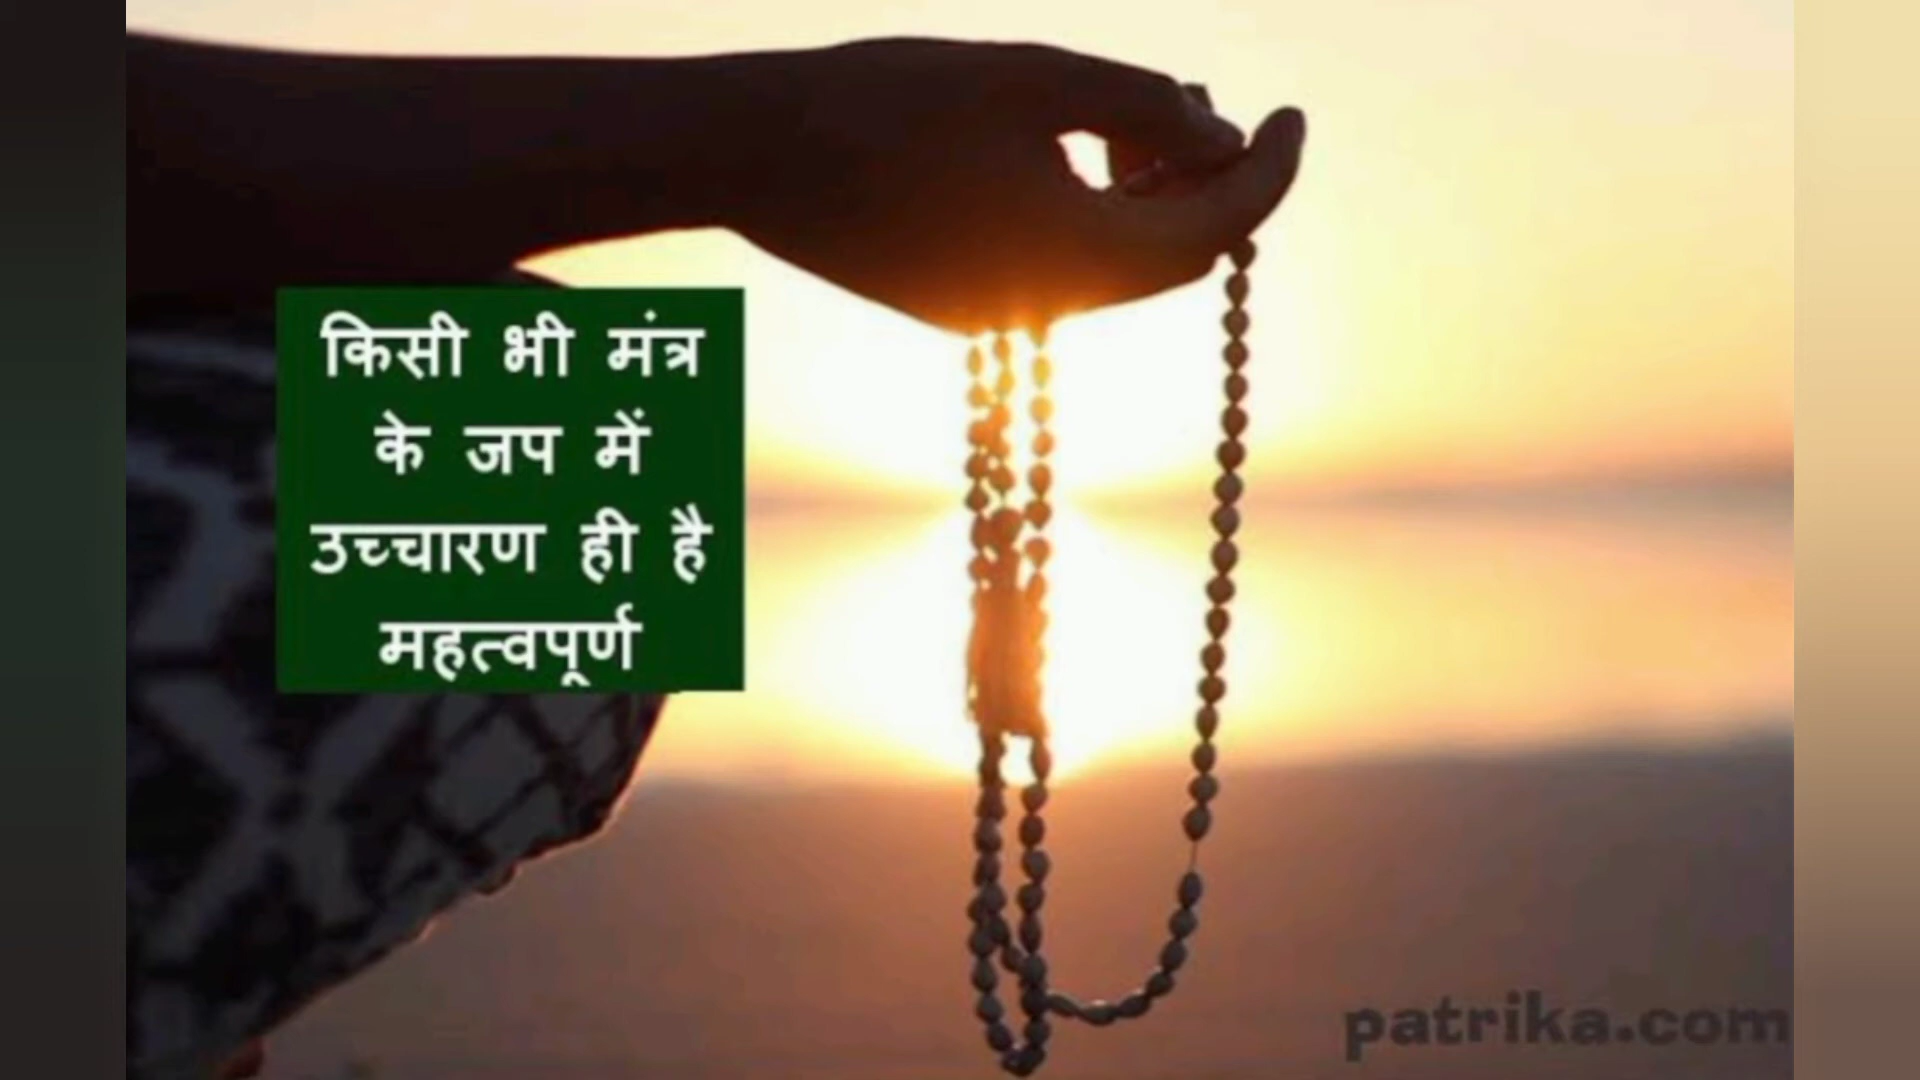 किसी भी मंत्र
के जप में
उच्चारण ही है
महत्वपूर्ण
patrika.com